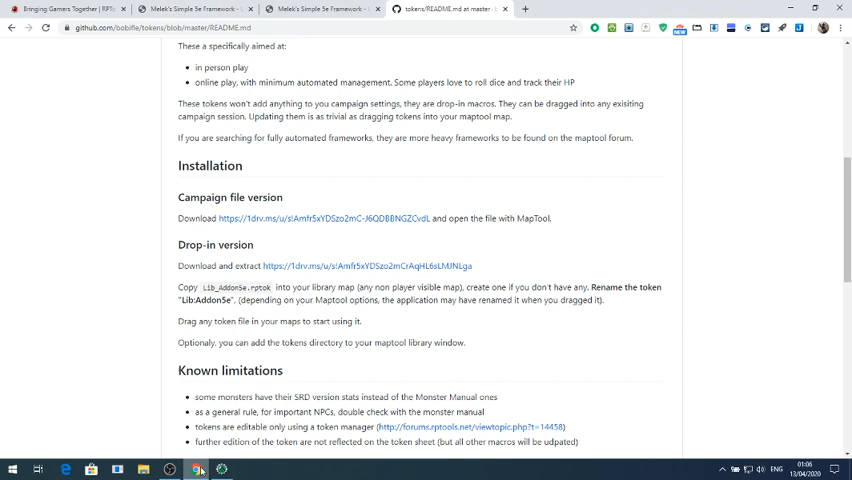 Bringing Gamers Together | RPTo
Melek's Simple 5e Framework - L
Melek's Simple 5e Framework - L
tokens/README.md at master · b
github.com/bobifle/tokens/blob/master/README.md
NEW
These a specifically aimed at:
• in person play
• online play, with minimum automated management. Some players love to roll dice and track their HP
These tokens won't add anything to you campaign settings, they are drop-in macros. They can be dragged into any exisiting
campaign session. Updating them is as trivial as dragging tokens into your maptool map.
If you are searching for fully automated frameworks, they are more heavy frameworks to be found on the maptool forum.
Installation
Campaign file version
Download https://1drv.ms/u/s!Amfr5xYDSzo2mC-J6QDBBNGZCvdL and open the file with MapTool.
Drop-in version
Download and extract https://1drv.ms/u/s!Amfr5xYDSzo2mCrAqHL6sLMJNLga
Copy Lib_Addon5e.rptok into your library map (any non player visible map), create one if you don't have any. Rename the token
"Lib:Addon5e", (depending on your Maptool options, the application may have renamed it when you dragged it).
Drag any token file in your maps to start using it.
Optionaly, you can add the tokens directory to your maptool library window.
Known limitations
• some monsters have their SRD version stats instead of the Monster Manual ones
• as a general rule, for important NPCs, double check with the monster manual
• tokens are editable only using a token manager (http://forums.rptools.net/viewtopic.php?t=14458)
• further edition of the token are not reflected on the token sheet (but all other macros will be udpated)
ENG
01:06
13/04/2020